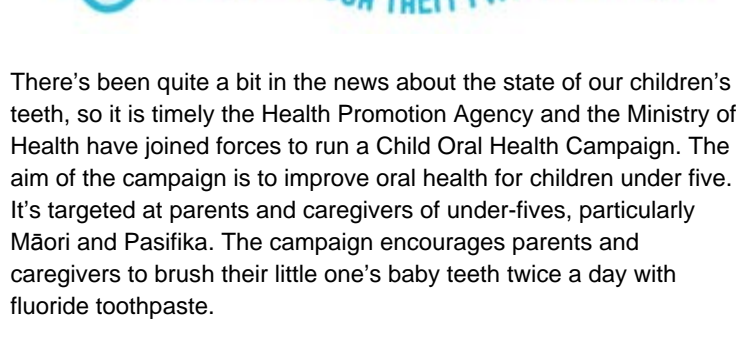 There’s been quite a bit in the news about the state of our children’s
teeth, so it is timely the Health Promotion Agency and the Ministry of
Health have joined forces to run a Child Oral Health Campaign. The
aim of the campaign is to improve oral health for children under five.
It’s targeted at parents and caregivers of under-fives, particularly
Māori and Pasifika. The campaign encourages parents and
caregivers to brush their little one’s baby teeth twice a day with
fluoride toothpaste.